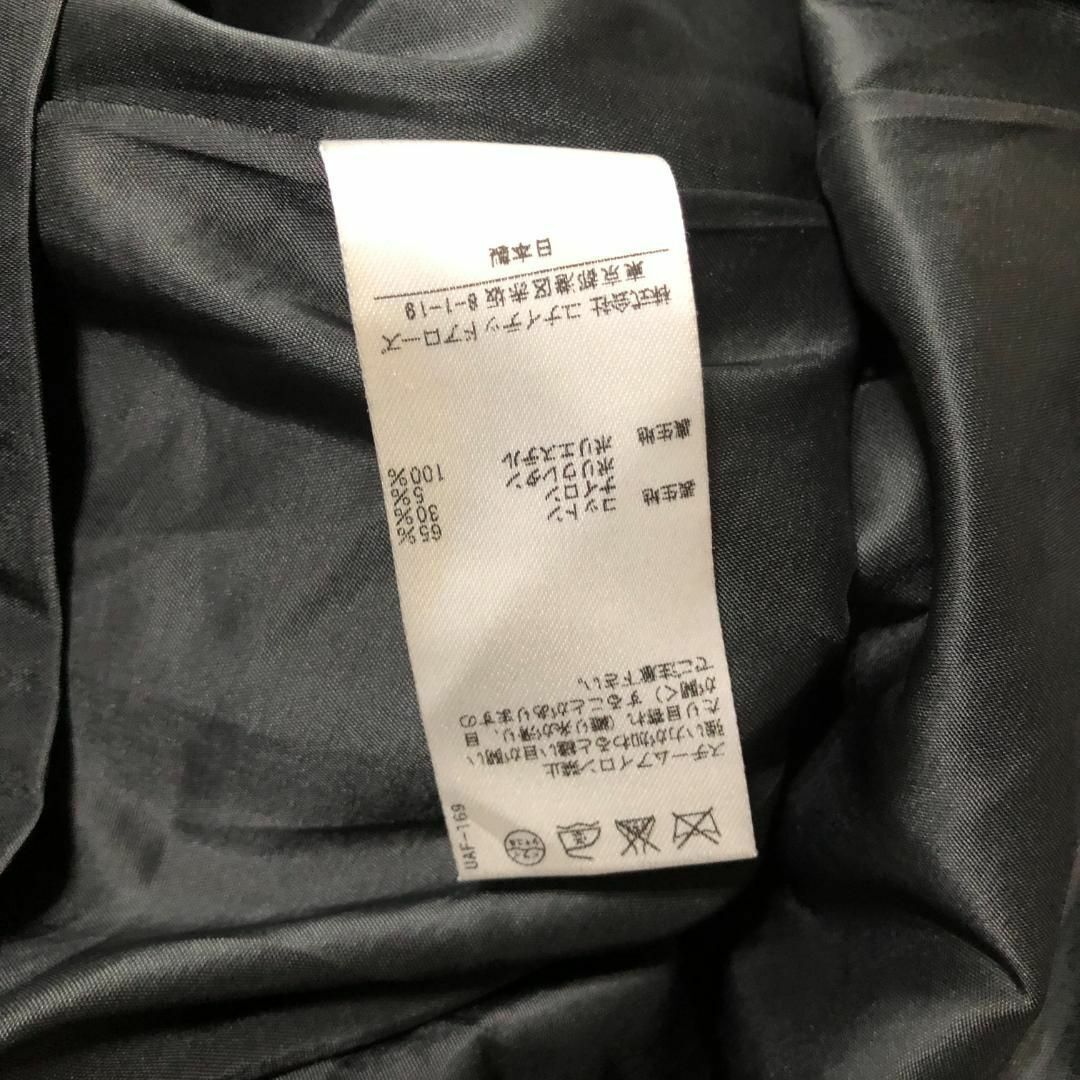 UAF-169
スチームアイロン禁止
強い力が加わると縫い目が開い
たり目割れ(織り糸が滑り、目
が開く)することがありますの
でご注意下さい。
表生地 コットン 65%
ナイロン 30%
ポリウレタン 5%
裏生地 ポリエステル 100%
株式会社 ユナイテッドアローズ
東京都港区赤坂8-1-19
日本製